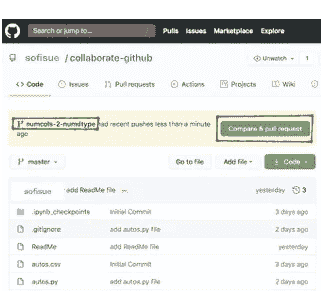 Search or jump to...
/
Pulls Issues Marketplace Explore
sofisue / collaborate-github
Unwatch 1
Code Issues Pull requests Actions Projects Wiki
numcols-2-numdtype had recent pushes less than a minute
ago
Compare & pull request
master
Go to file Add file Code
sofisue add ReadMe file ... yesterday 3
.ipynb_checkpoints Initial Commit 3 days ago
.gitignore add autos.py file 2 days ago
ReadMe add ReadMe file yesterday
autos.csv Initial Commit 3 days ago
autos.py add autos.py file 2 days ago